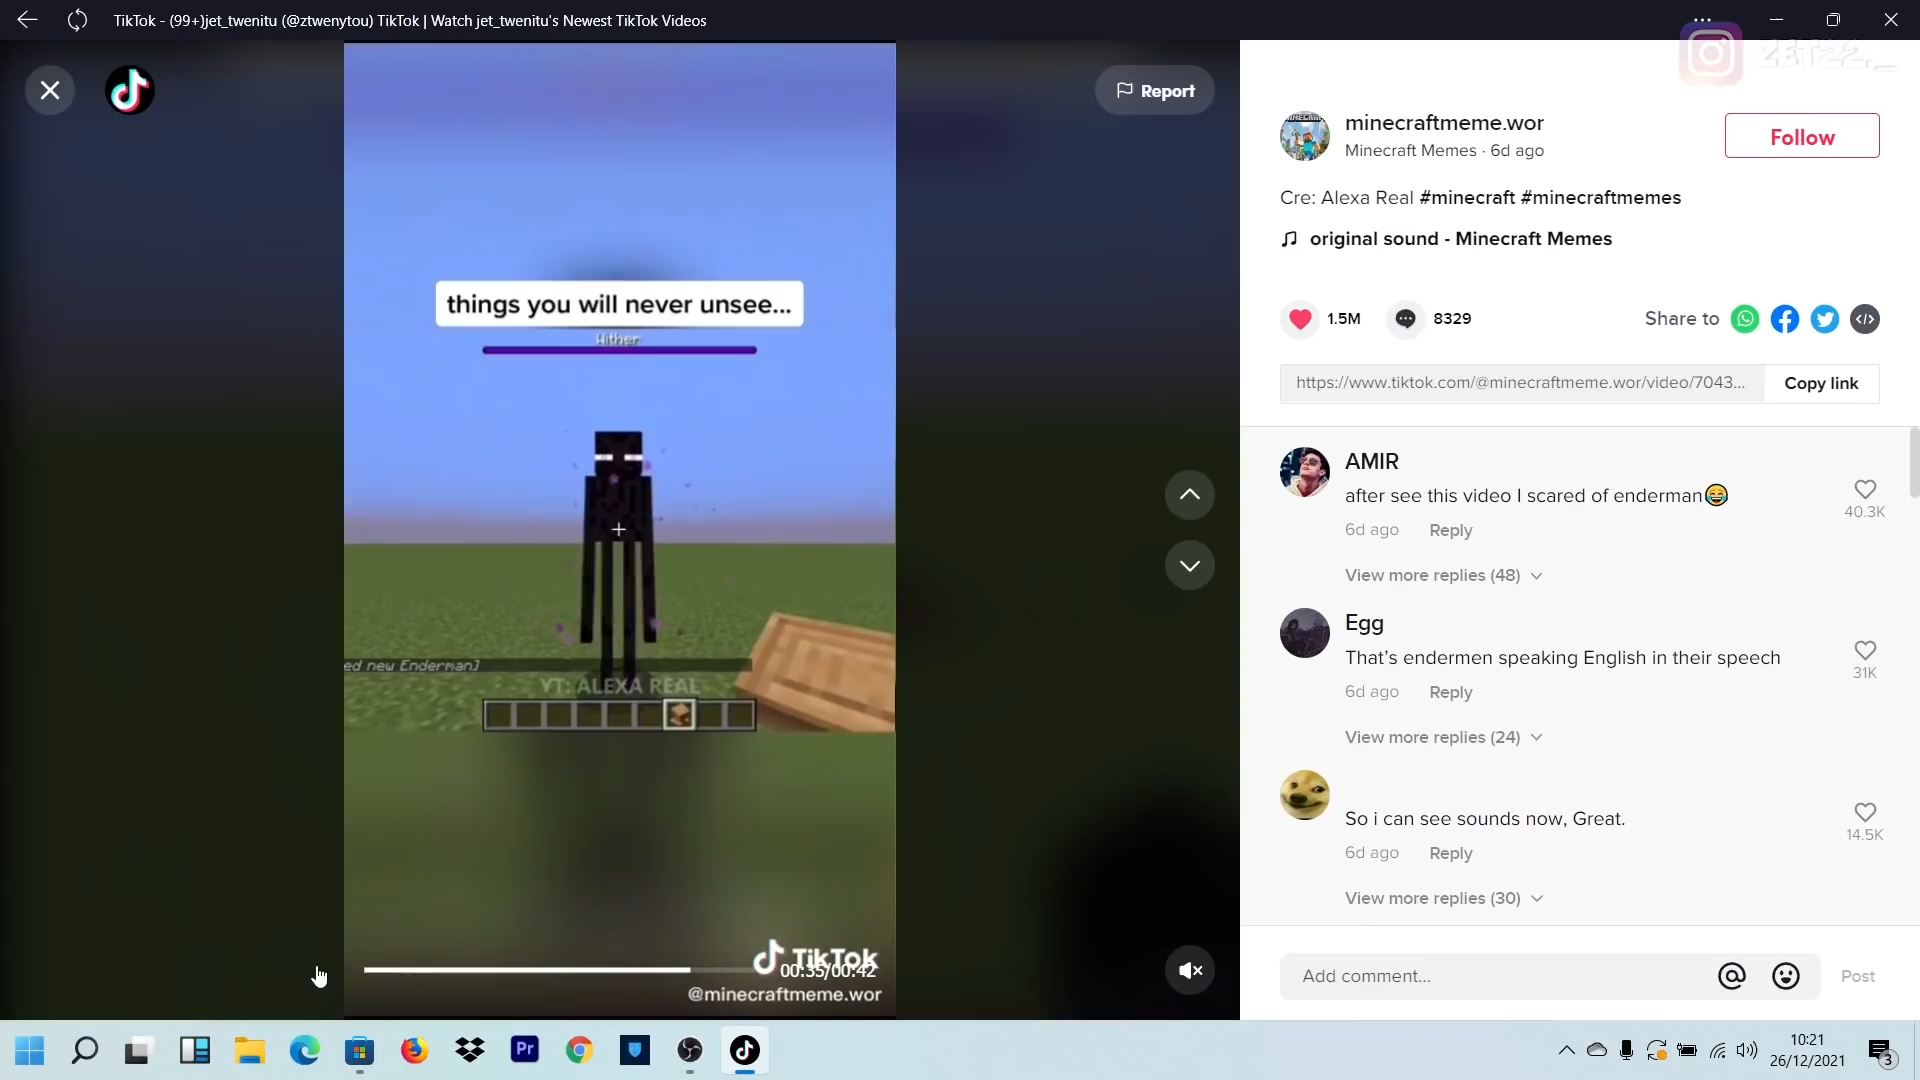 TikTok - (99+)jet_twenitu (@ztwenytou) TikTok | Watch jet_twenitu's Newest TikTok Videos
Report
things you will never unsee...
Wither
ed new Enderman]
YT: ALEXA REAL
TikTok
00:35/00:42
@minecraftmeme.wor
ZET22._
minecraftmeme.wor
Minecraft Memes · 6d ago
Follow
Cre: Alexa Real #minecraft #minecraftmemes
original sound - Minecraft Memes
1.5M
8329
Share to
https://www.tiktok.com/@minecraftmeme.wor/video/7043...
Copy link
AMIR
after see this video I scared of enderman😂
40.3K
6d ago Reply
View more replies (48)
Egg
That's endermen speaking English in their speech
31K
6d ago Reply
View more replies (24)
So i can see sounds now, Great.
14.5K
6d ago Reply
View more replies (30)
Add comment...
Post
Pr
10:21
26/12/2021
3